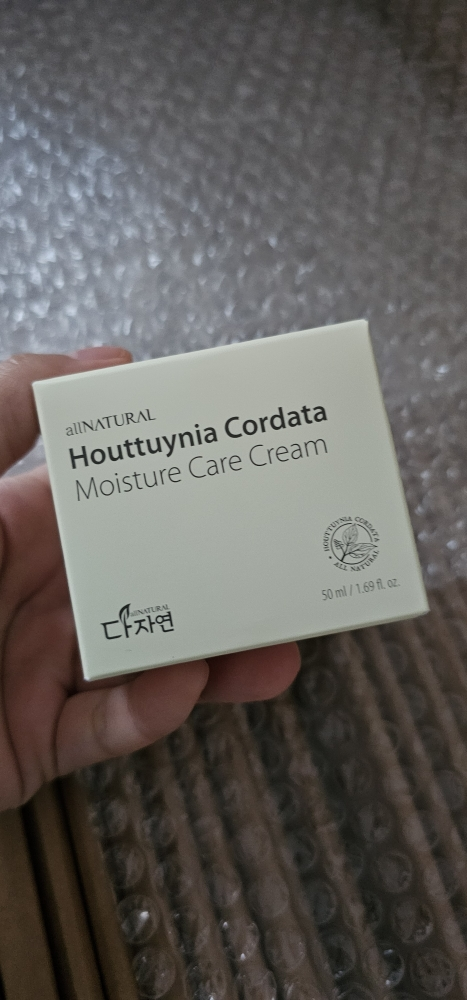 allNATURAL
Houttuynia Cordata
Moisture Care Cream
HOUTTUYNIA CORDATA
ALL NATURAL
50 ml / 1.69 fl. oz.
allNATURAL
다자연